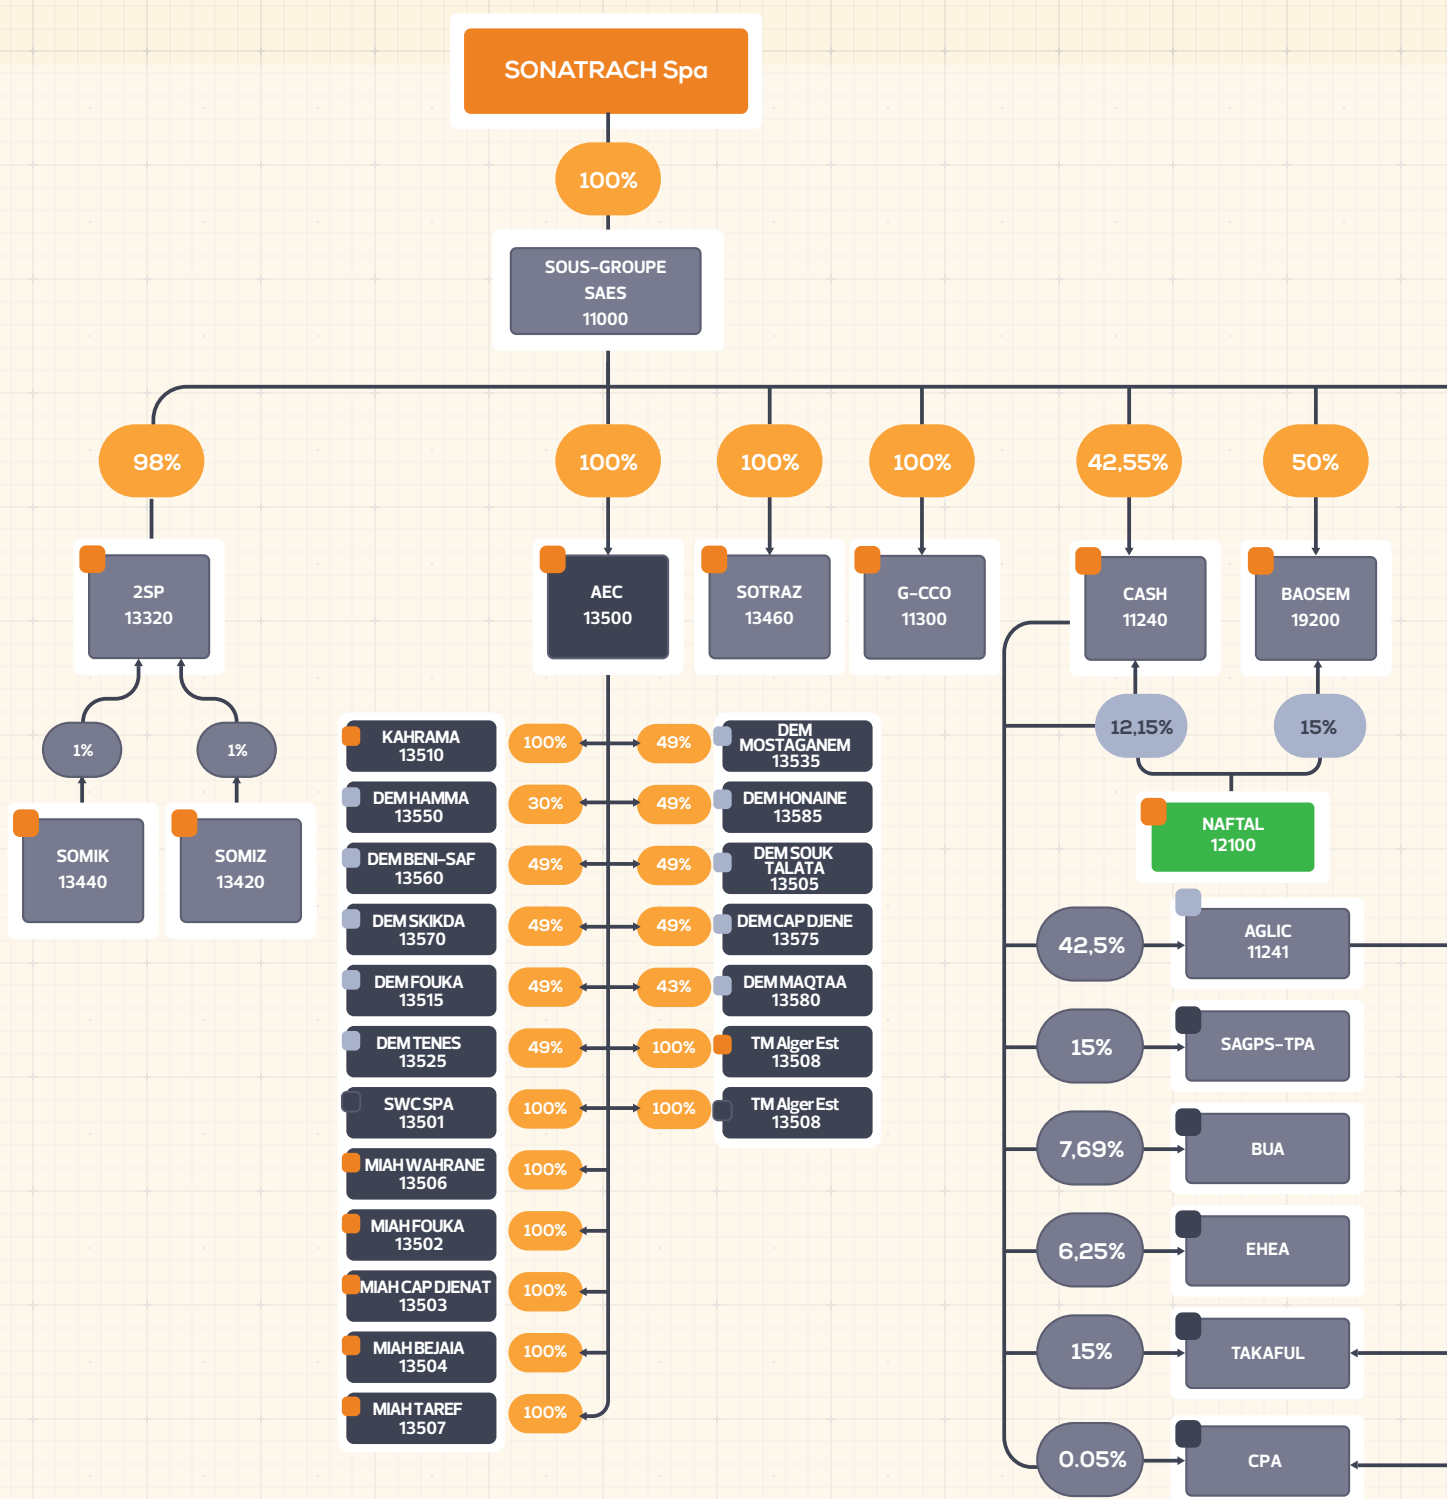 SONATRACH Spa
100%
SOUS-GROUPE
SAES
11000
98%
100%
100%
100%
42,55%
50%
2SP
13320
AEC
13500
SOTRAZ
13460
G-CCO
11300
CASH
11240
BAOSEM
19200
1%
1%
12,15%
15%
SOMIK
13440
SOMIZ
13420
NAFTAL
12100
KAHRAMA
13510
100%
49%
DEM
MOSTAGANEM
13535
DEM HAMMA
13550
30%
49%
DEM HONAINE
13585
DEM BENI-SAF
13560
49%
49%
DEM SOUK
TALATA
13505
DEM SKIKDA
13570
49%
49%
DEM CAP DJENE
13575
DEM FOUKA
13515
49%
43%
DEM MAQTAA
13580
DEM TENES
13525
49%
100%
TM Alger Est
13508
SWC SPA
13501
100%
100%
TM Alger Est
13508
MIAH WAHRANE
13506
100%
MIAH FOUKA
13502
100%
MIAH CAP DJENAT
13503
100%
MIAH BEJAIA
13504
100%
MIAH TAREF
13507
100%
42,5%
AGLIC
11241
15%
SAGPS-TPA
7,69%
BUA
6,25%
EHEA
15%
TAKAFUL
0.05%
CPA